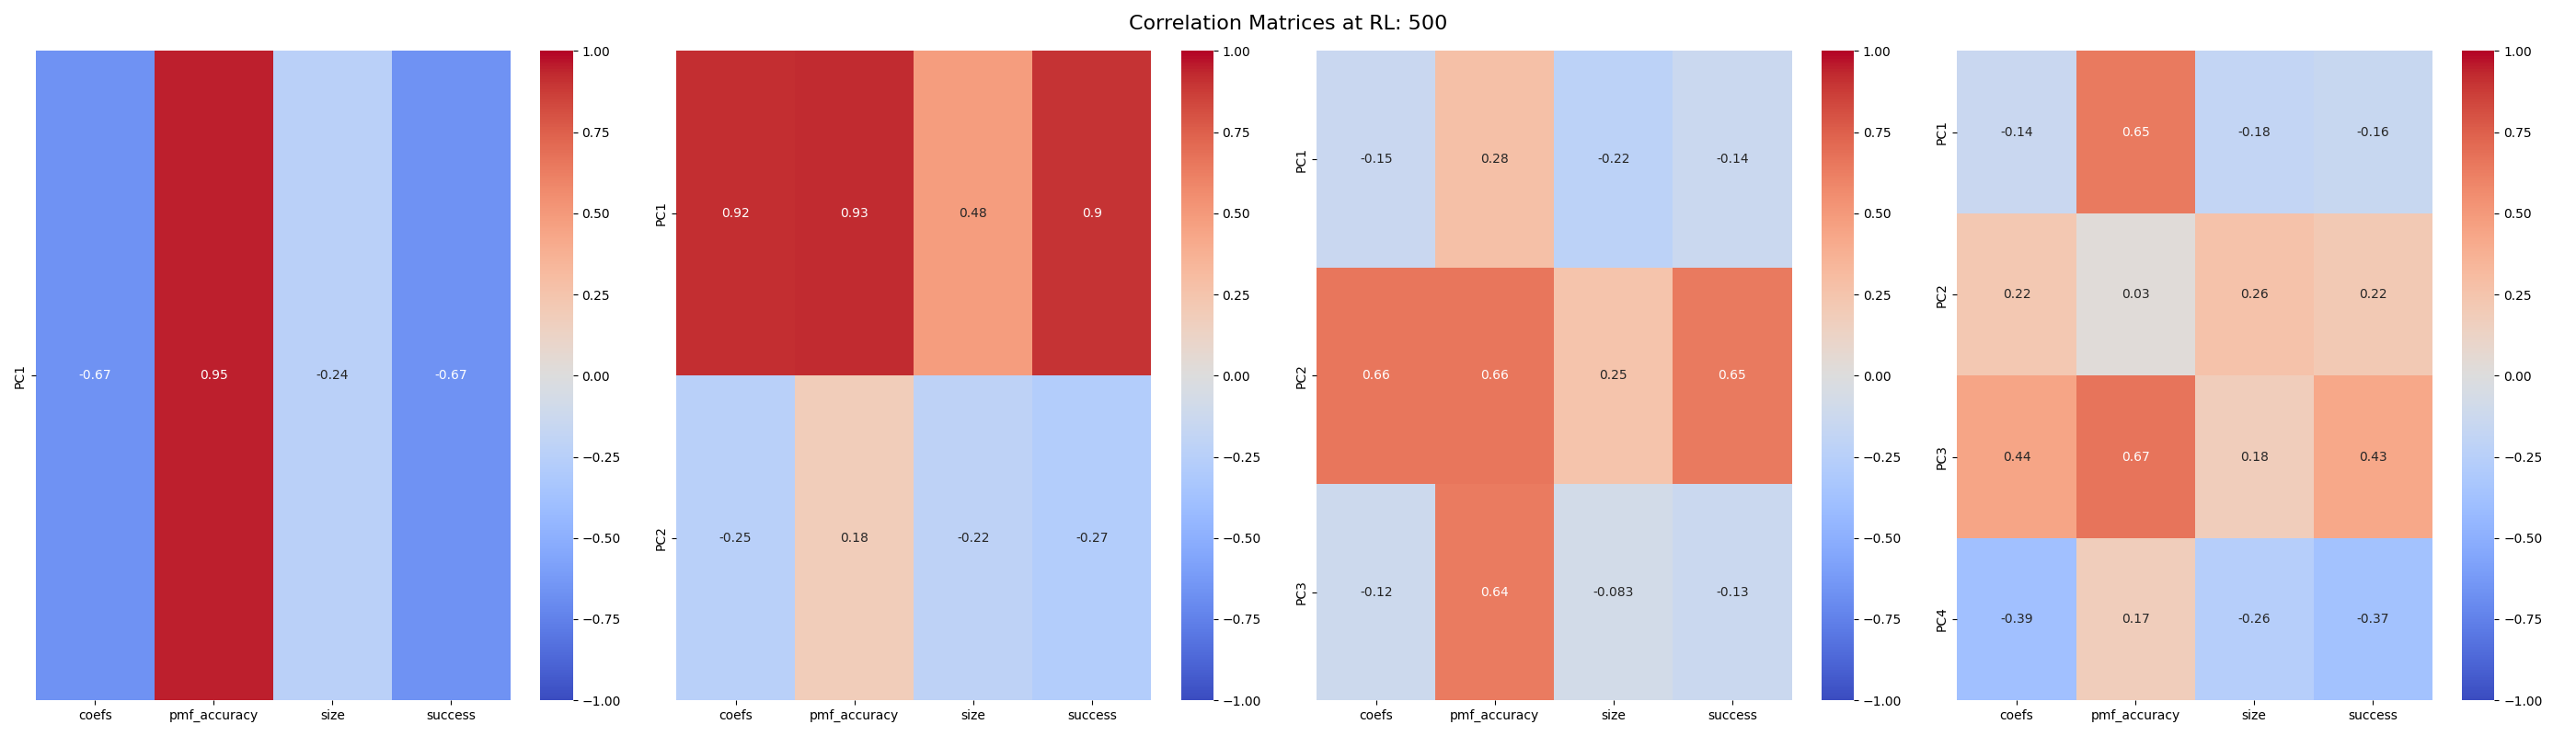 Correlation Matrices at RL: 500
PC1
-0.67 0.95 -0.24 -0.67
coefs pmf_accuracy size success
1.00
0.75
0.50
0.25
0.00
−0.25
−0.50
−0.75
−1.00
PC1
0.92 0.93 0.48 0.9
PC2
-0.25 0.18 -0.22 -0.27
coefs pmf_accuracy size success
1.00
0.75
0.50
0.25
0.00
−0.25
−0.50
−0.75
−1.00
PC1
-0.15 0.28 -0.22 -0.14
PC2
0.66 0.66 0.25 0.65
PC3
-0.12 0.64 -0.083 -0.13
coefs pmf_accuracy size success
1.00
0.75
0.50
0.25
0.00
−0.25
−0.50
−0.75
−1.00
PC1
-0.14 0.65 -0.18 -0.16
PC2
0.22 0.03 0.26 0.22
PC3
0.44 0.67 0.18 0.43
PC4
-0.39 0.17 -0.26 -0.37
coefs pmf_accuracy size success
1.00
0.75
0.50
0.25
0.00
−0.25
−0.50
−0.75
−1.00